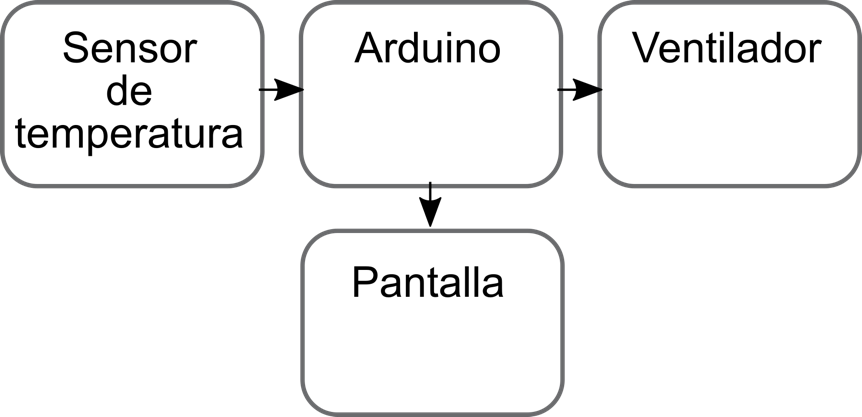 Sensor
de
temperatura
Arduino
Ventilador
Pantalla